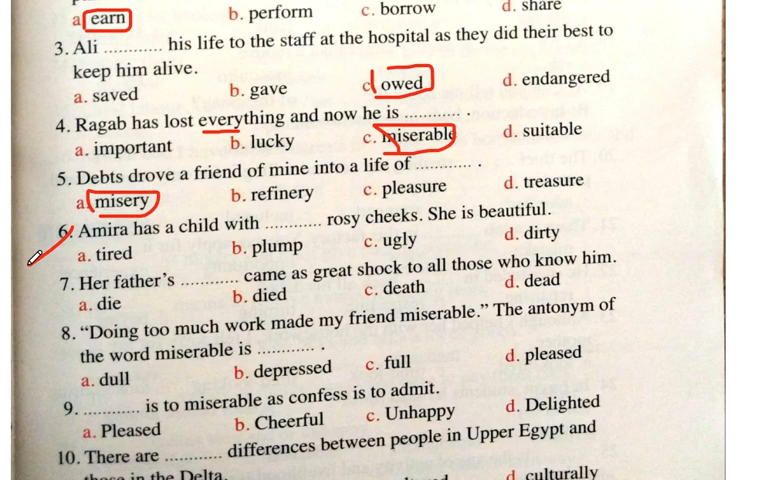 a. earn b. perform c. borrow d. share
3. Ali ............ his life to the staff at the hospital as they did their best to
keep him alive.
a. saved b. gave c. owed d. endangered
4. Ragab has lost everything and now he is ............ .
a. important b. lucky c. miserable d. suitable
5. Debts drove a friend of mine into a life of ............ .
a. misery b. refinery c. pleasure d. treasure
6. Amira has a child with ............ rosy cheeks. She is beautiful.
a. tired b. plump c. ugly d. dirty
7. Her father's ............ came as great shock to all those who know him.
a. die b. died c. death d. dead
8. “Doing too much work made my friend miserable.” The antonym of
the word miserable is ............ .
a. dull b. depressed c. full d. pleased
9. ............ is to miserable as confess is to admit.
a. Pleased b. Cheerful c. Unhappy d. Delighted
10. There are ............ differences between people in Upper Egypt and
those in the Delta.
d. culturally